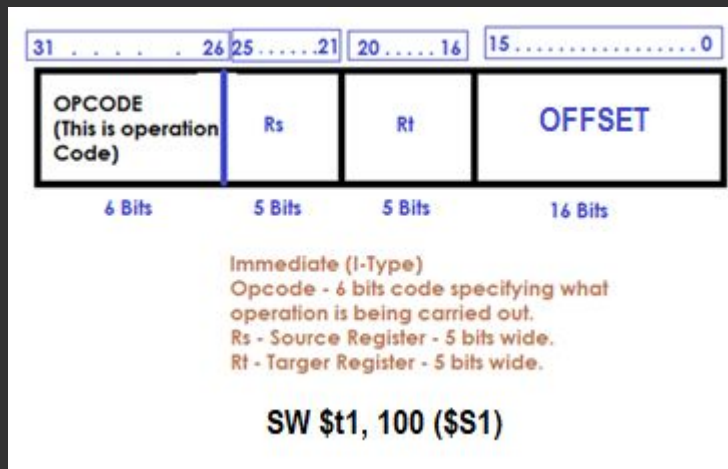 31 . . . . . 26 25......21 20.....16 15.................0
OPCODE
(This is operation
Code)
Rs
Rt
OFFSET
6 Bits 5 Bits 5 Bits 16 Bits
Immediate (I-Type)
Opcode - 6 bits code specifying what
operation is being carried out.
Rs - Source Register - 5 bits wide.
Rt - Targer Register - 5 bits wide.
SW $t1, 100 ($S1)